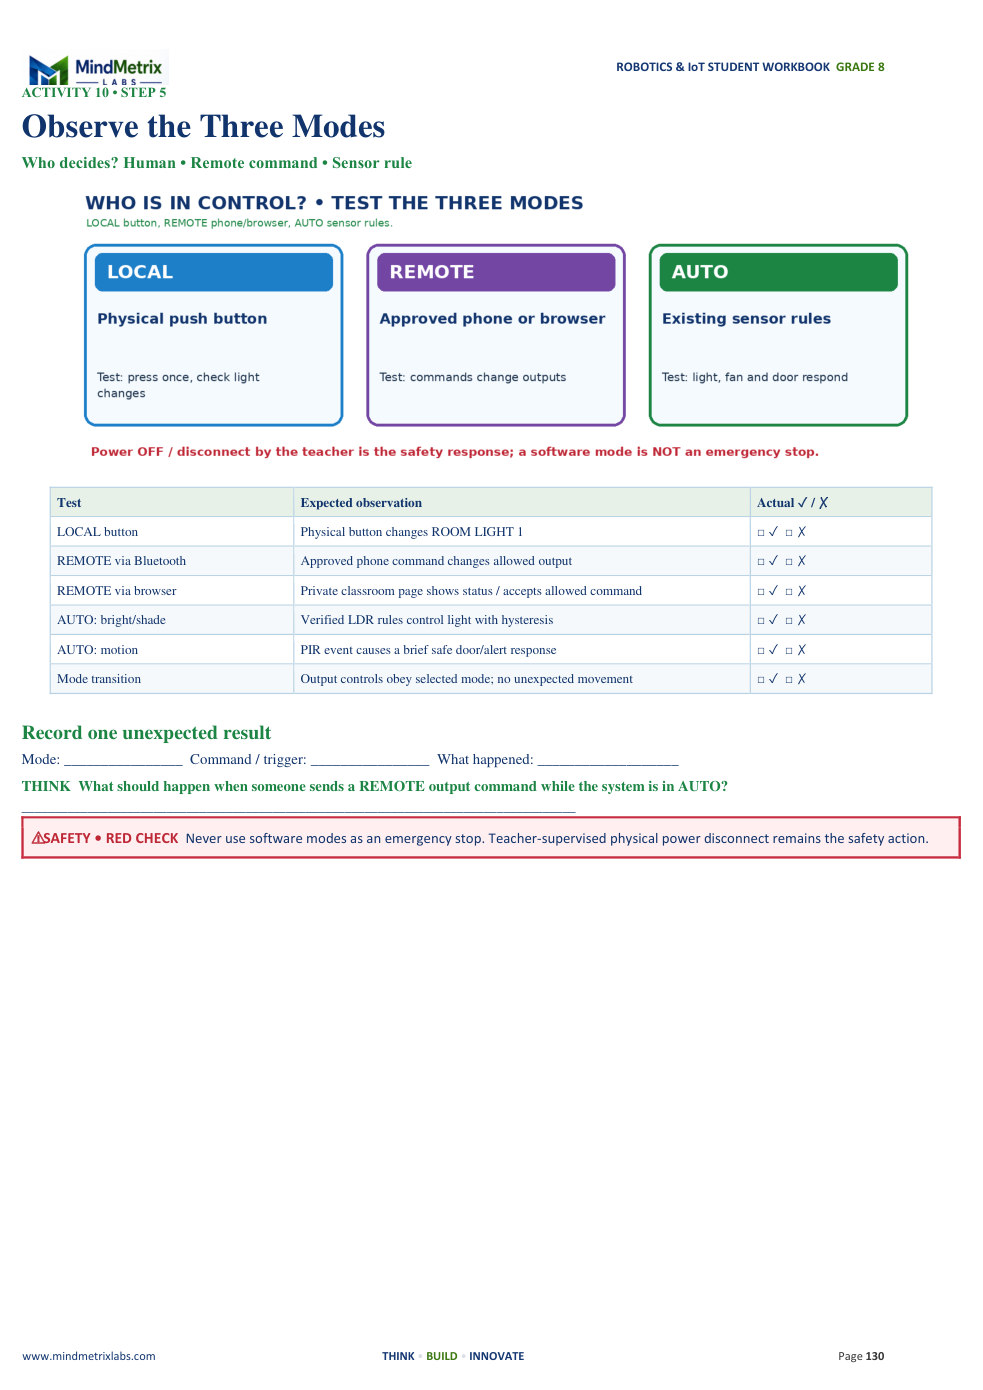 MindMetrix
LABS
ROBOTICS & IoT STUDENT WORKBOOK GRADE 8
ACTIVITY 10 • STEP 5
Observe the Three Modes
Who decides? Human • Remote command • Sensor rule
WHO IS IN CONTROL? • TEST THE THREE MODES
LOCAL button, REMOTE phone/browser, AUTO sensor rules.
LOCAL
Physical push button
Test: press once, check light
changes
REMOTE
Approved phone or browser
Test: commands change outputs
AUTO
Existing sensor rules
Test: light, fan and door respond
Power OFF / disconnect by the teacher is the safety response; a software mode is NOT an emergency stop.
Test Expected observation Actual ✓ / ✗
LOCAL button Physical button changes ROOM LIGHT 1 □ ✓ □ ✗
REMOTE via Bluetooth Approved phone command changes allowed output □ ✓ □ ✗
REMOTE via browser Private classroom page shows status / accepts allowed command □ ✓ □ ✗
AUTO: bright/shade Verified LDR rules control light with hysteresis □ ✓ □ ✗
AUTO: motion PIR event causes a brief safe door/alert response □ ✓ □ ✗
Mode transition Output controls obey selected mode; no unexpected movement □ ✓ □ ✗
Record one unexpected result
Mode: ________________ Command / trigger: ________________ What happened: ___________________
THINK What should happen when someone sends a REMOTE output command while the system is in AUTO?
⚠SAFETY • RED CHECK Never use software modes as an emergency stop. Teacher-supervised physical power disconnect remains the safety action.
www.mindmetrixlabs.com THINK • BUILD • INNOVATE Page 130